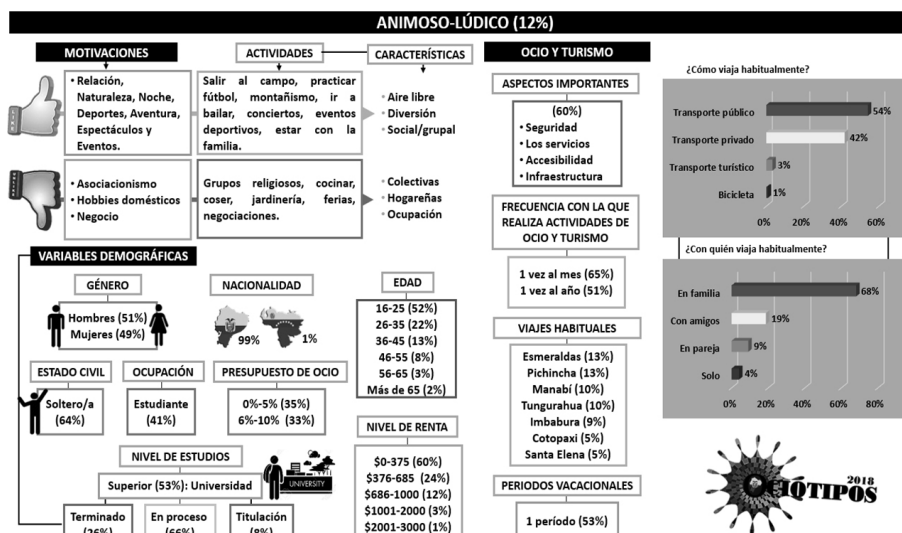 ANIMOSO-LÚDICO (12%)
MOTIVACIONES
• Relación,
Naturaleza, Noche,
Deportes, Aventura,
Espectáculos y
Eventos.
ACTIVIDADES
Salir al campo, practicar
fútbol, montañismo, ir a
bailar, conciertos, eventos
deportivos, estar con la
familia.
CARACTERÍSTICAS
• Aire libre
• Diversión
• Social/grupal
• Asociacionismo
• Hobbies domésticos
• Negocio
Grupos religiosos, cocinar,
coser, jardinería, ferias,
negociaciones.
• Colectivas
• Hogareñas
• Ocupación
VARIABLES DEMOGRÁFICAS
GÉNERO
Hombres (51%)
Mujeres (49%)
NACIONALIDAD
99%
1%
EDAD
16-25 (52%)
26-35 (22%)
36-45 (13%)
46-55 (8%)
56-65 (3%)
Más de 65 (2%)
ESTADO CIVIL
Soltero/a
(64%)
OCUPACIÓN
Estudiante
(41%)
PRESUPUESTO DE OCIO
0%-5% (35%)
6%-10% (33%)
NIVEL DE ESTUDIOS
Superior (53%): Universidad
UNIVERSITY
Terminado
(26%)
En proceso
(66%)
Titulación
(8%)
NIVEL DE RENTA
$0-375 (60%)
$376-685 (24%)
$686-1000 (12%)
$1001-2000 (3%)
$2001-3000 (1%)
OCIO Y TURISMO
ASPECTOS IMPORTANTES
(60%)
• Seguridad
• Los servicios
• Accesibilidad
• Infraestructura
FRECUENCIA CON LA QUE
REALIZA ACTIVIDADES DE
OCIO Y TURISMO
1 vez al mes (65%)
1 vez al año (51%)
VIAJES HABITUALES
Esmeraldas (13%)
Pichincha (13%)
Manabí (10%)
Tungurahua (10%)
Imbabura (9%)
Cotopaxi (5%)
Santa Elena (5%)
PERIODOS VACACIONALES
1 período (53%)
¿Cómo viaja habitualmente?
Transporte público 54%
Transporte privado 42%
Transporte turístico 3%
Bicicleta 1%
0% 20% 40% 60%
¿Con quién viaja habitualmente?
En familia 68%
Con amigos 19%
En pareja 9%
Solo 4%
0% 20% 40% 60% 80%
2018
IQTIPOS